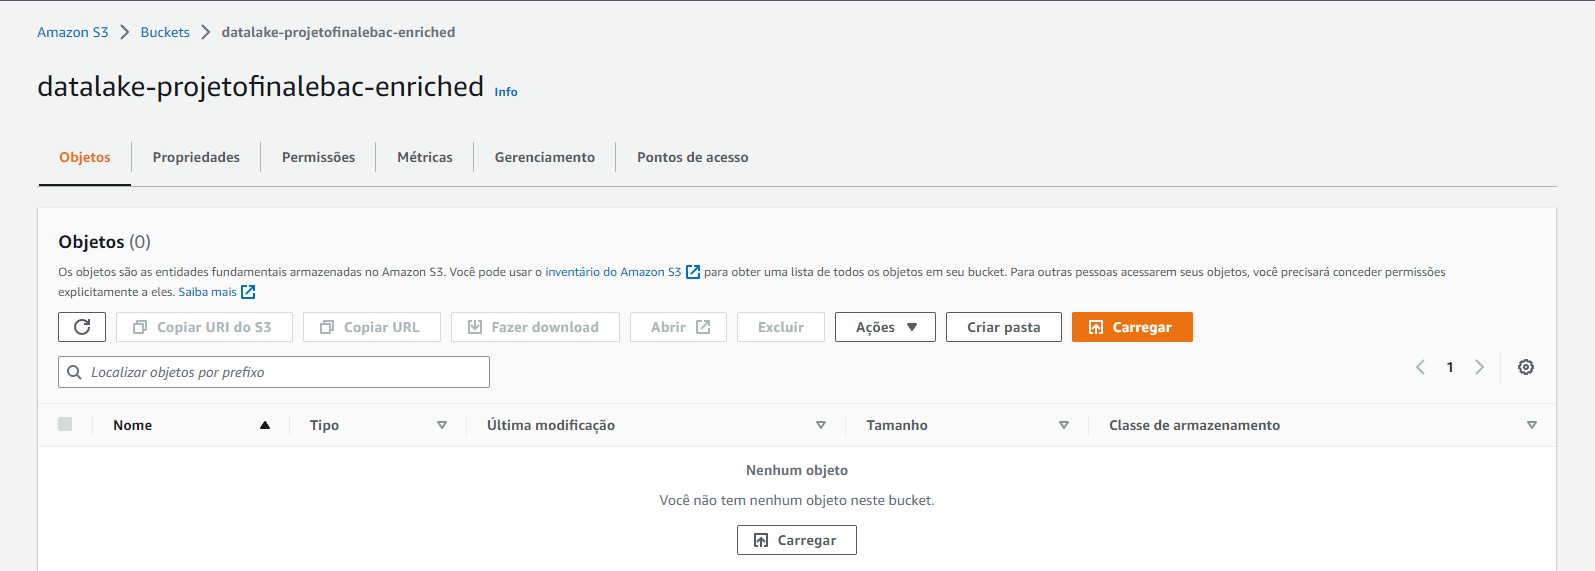 Amazon S3 > Buckets > datalake-projetofinalebac-enriched
datalake-projetofinalebac-enriched Info
Objetos Propriedades Permissões Métricas Gerenciamento Pontos de acesso
Objetos (0)
Os objetos são as entidades fundamentais armazenadas no Amazon S3. Você pode usar o inventário do Amazon S3 para obter uma lista de todos os objetos em seu bucket. Para outras pessoas acessarem seus objetos, você precisará conceder permissões
explicitamente a eles. Saiba mais
Copiar URI do S3 Copiar URL Fazer download Abrir Excluir Ações Criar pasta Carregar
Localizar objetos por prefixo 1
Nome Tipo Última modificação Tamanho Classe de armazenamento
Nenhum objeto
Você não tem nenhum objeto neste bucket.
Carregar